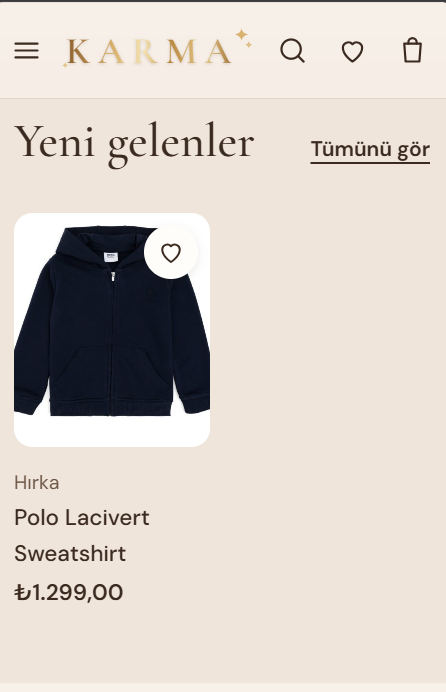 KARMA
Yeni gelenler
Tümünü gör
Hırka
Polo Lacivert
Sweatshirt
₺1.299,00